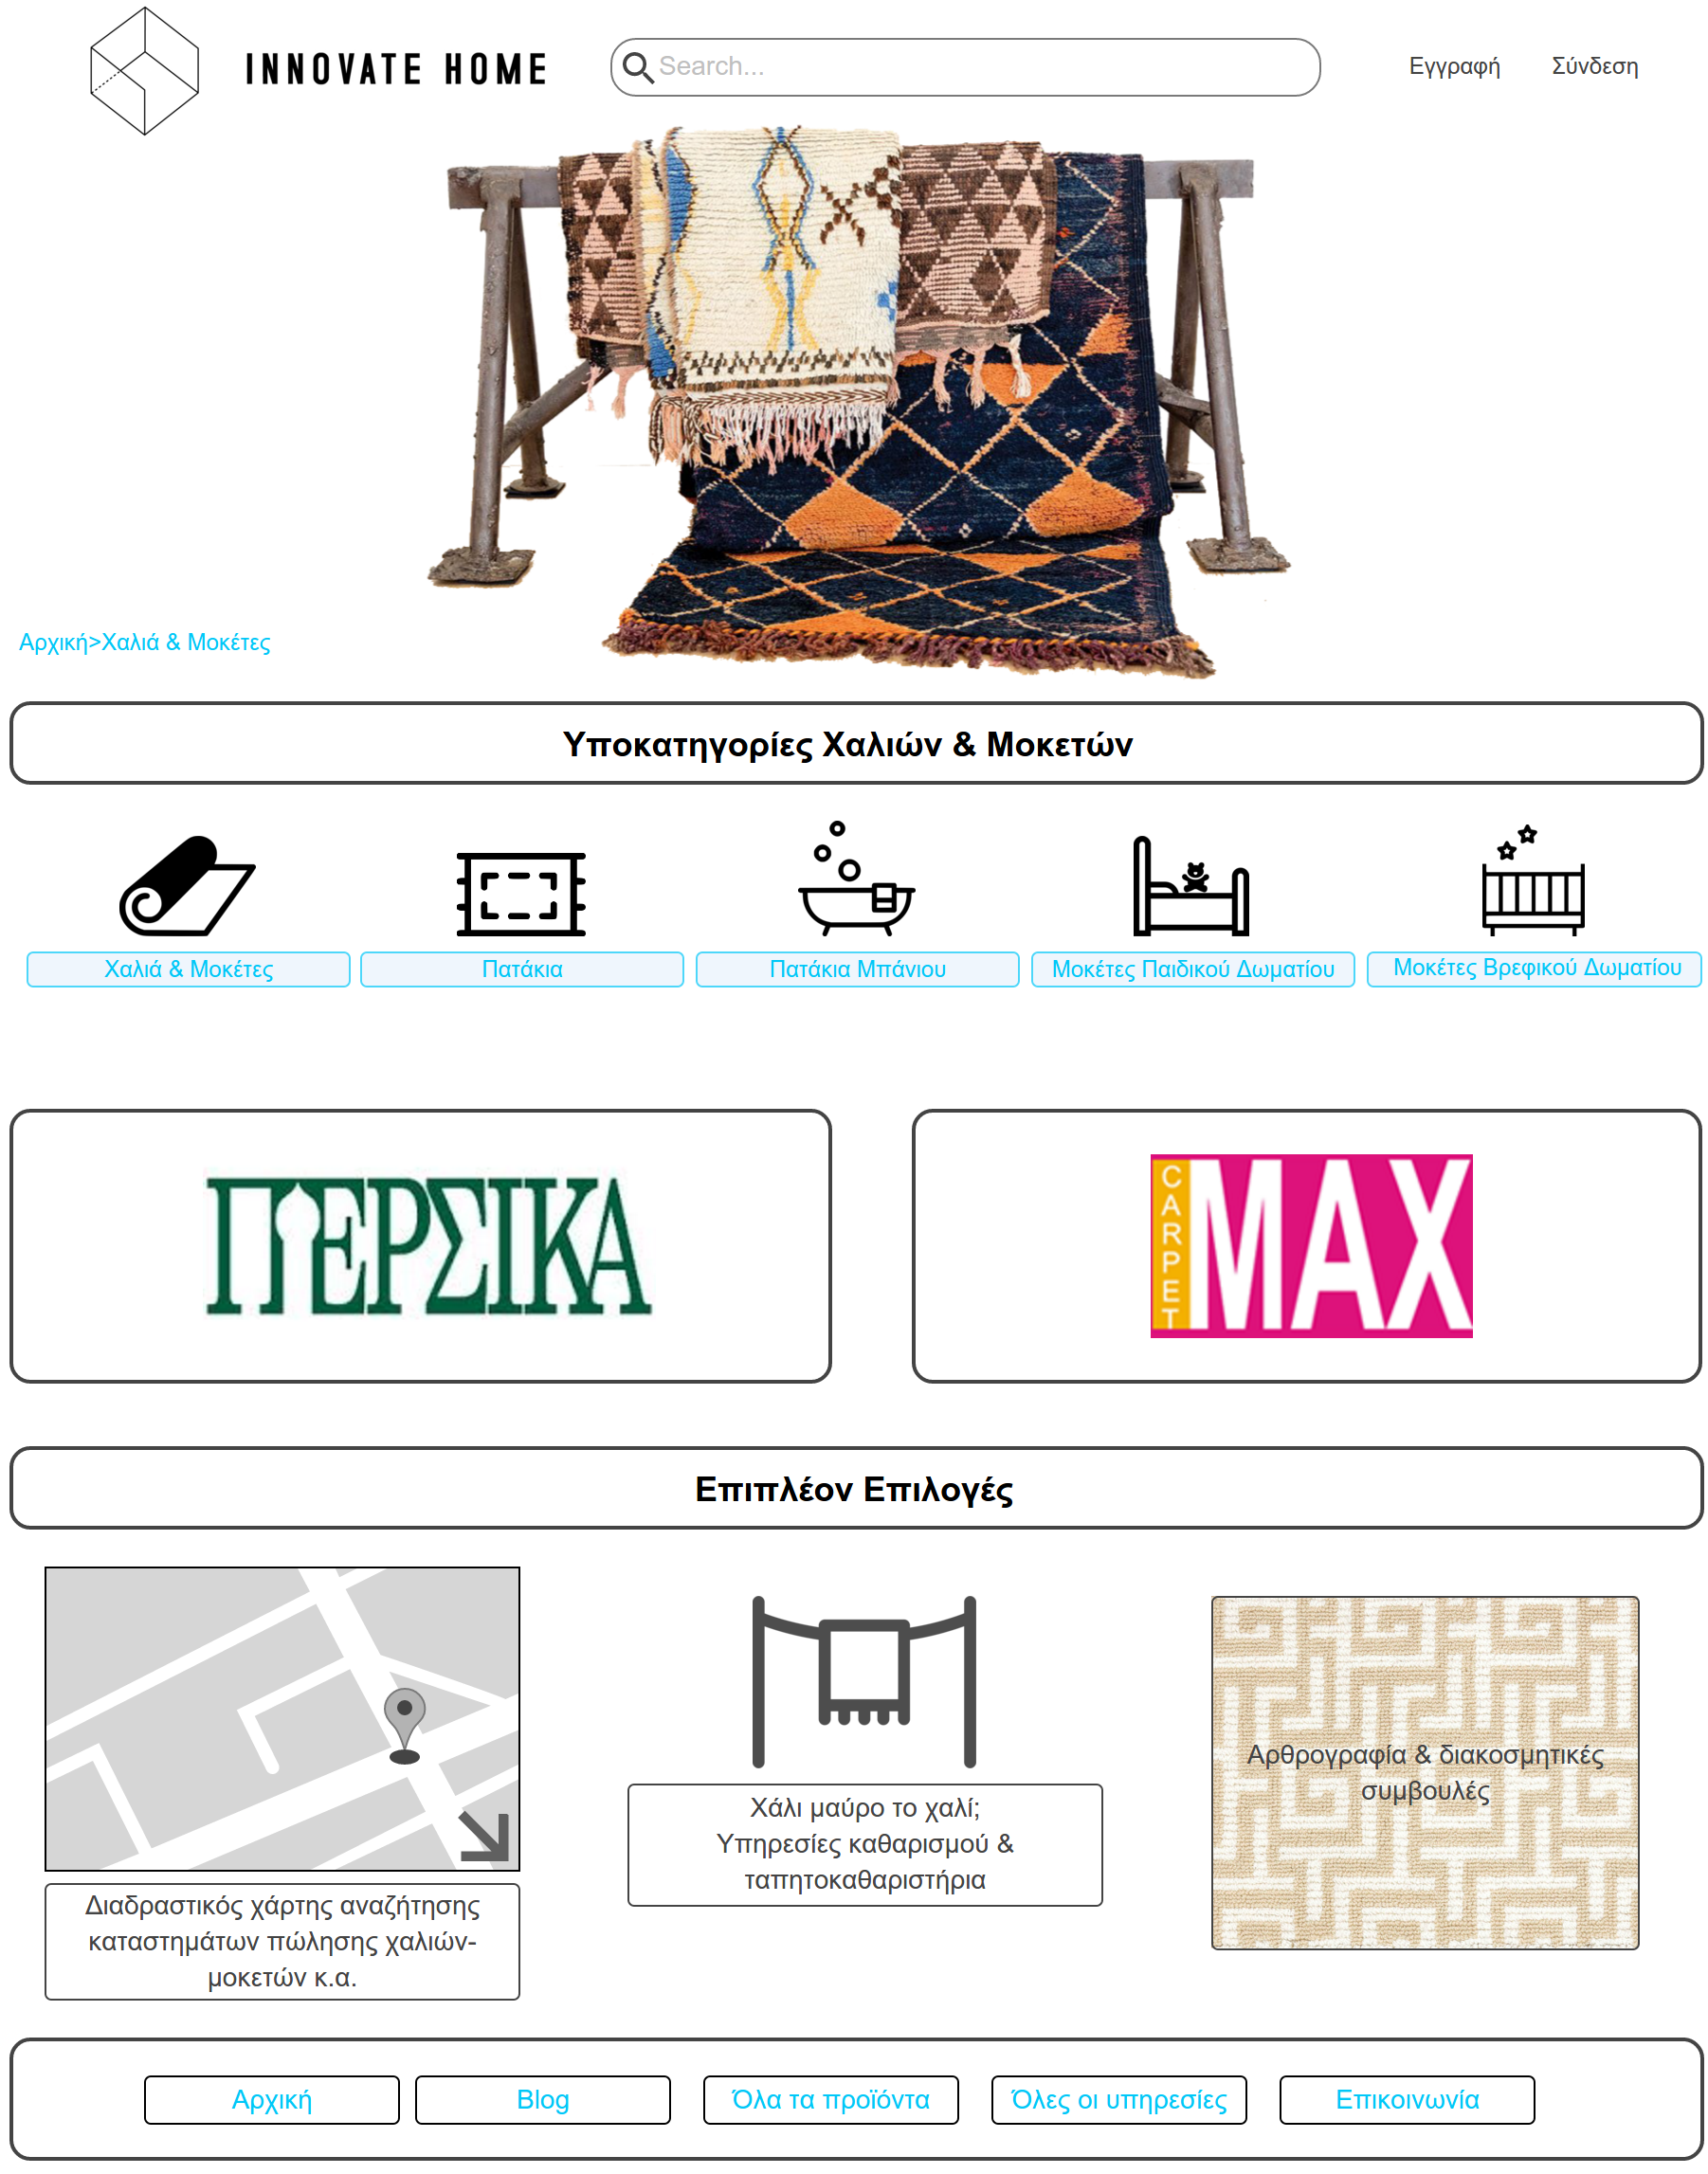 INNOVATE HOME
Search...
Εγγραφή
Σύνδεση
Αρχική>Χαλιά & Μοκέτες
Υποκατηγορίες Χαλιών & Μοκετών
Χαλιά & Μοκέτες
Πατάκια
Πατάκια Μπάνιου
Μοκέτες Παιδικού Δωματίου
Μοκέτες Βρεφικού Δωματίου
ΠΕΡΣΙΚΑ
CARPET
MAX
Επιπλέον Επιλογές
Διαδραστικός χάρτης αναζήτησης
καταστημάτων πώλησης χαλιών-
μοκετών κ.α.
Χάλι μαύρο το χαλί;
Υπηρεσίες καθαρισμού &
ταπητοκαθαριστήρια
Αρθρογραφία & διακοσμητικές
συμβουλές
Αρχική
Blog
Όλα τα προϊόντα
Όλες οι υπηρεσίες
Επικοινωνία